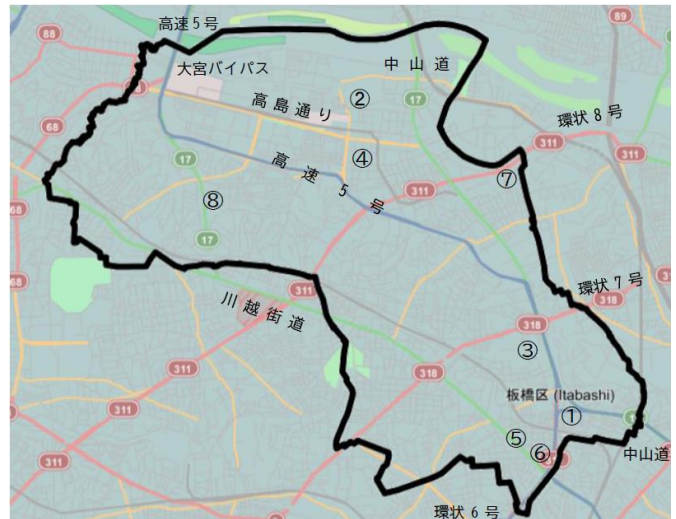 高速5号
89
88
大宮バイパス
中山道
②
17
高島通り
環状8号
68
311
④
17
高速5号
311
⑦
68
⑧
17
68
311
川越街道
環状7号
318
318
③
311
318
板橋区 (Itabashi)
311
①
⑤
⑥
311
中山道
環状6号